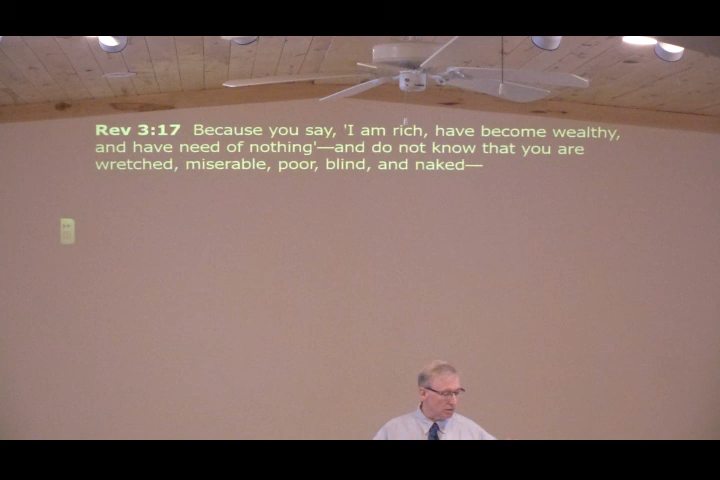 Rev 3:17 Because you say, 'I am rich, have become wealthy,
and have need of nothing'—and do not know that you are
wretched, miserable, poor, blind, and naked—